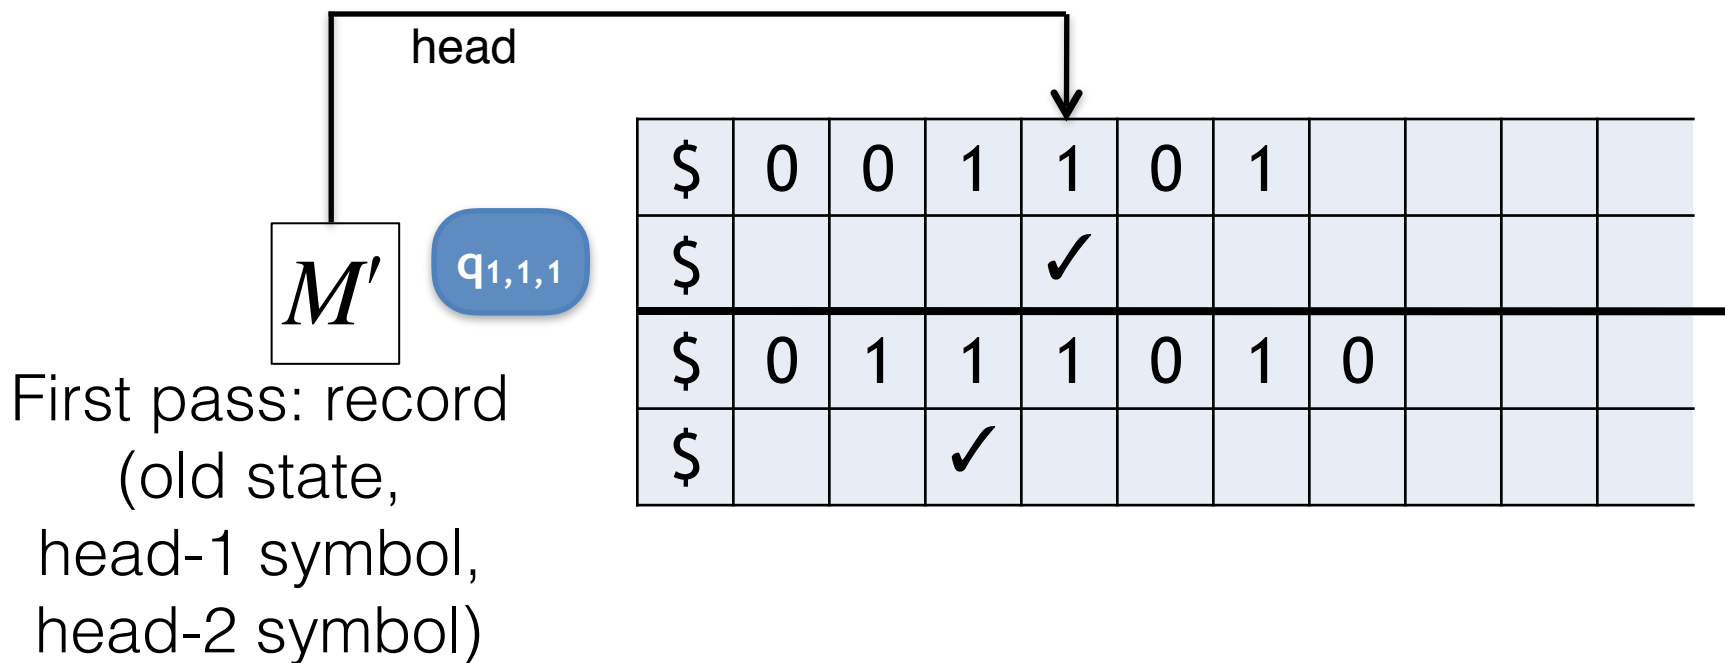 head
$ 0 0 1 1 0 1
$ ✓
$ 0 1 1 1 0 1 0
$ ✓
M′
q1,1,1
First pass: record
(old state,
head-1 symbol,
head-2 symbol)